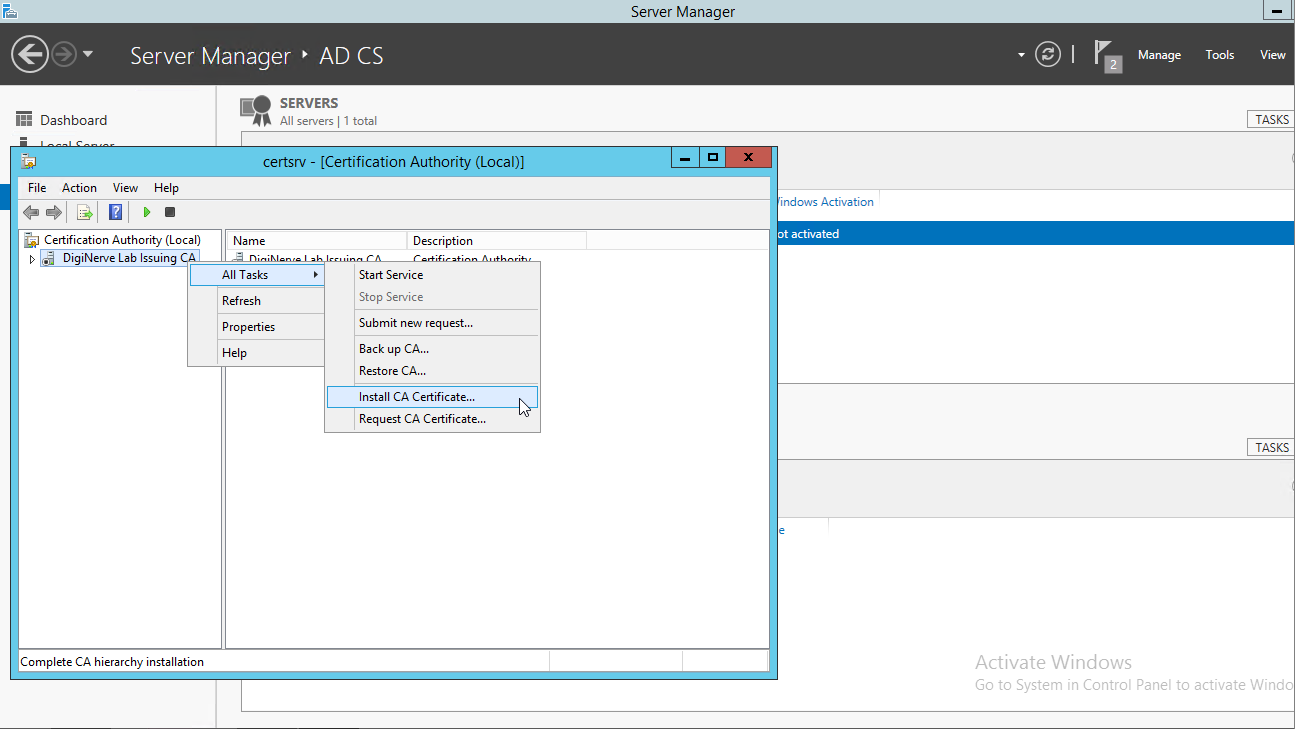 Server Manager
Server Manager ‣ AD CS
2
Manage Tools View
Dashboard
Local Server
SERVERS
All servers | 1 total
TASKS
certsrv - [Certification Authority (Local)]
File Action View Help
Certification Authority (Local)
DigiNerve Lab Issuing CA
Name Description
DigiNerve Lab Issuing CA Certification Authority
All Tasks
Refresh
Properties
Help
Start Service
Stop Service
Submit new request...
Back up CA...
Restore CA...
Install CA Certificate...
Request CA Certificate...
Windows Activation
ot activated
TASKS
e
Complete CA hierarchy installation
Activate Windows
Go to System in Control Panel to activate Windo